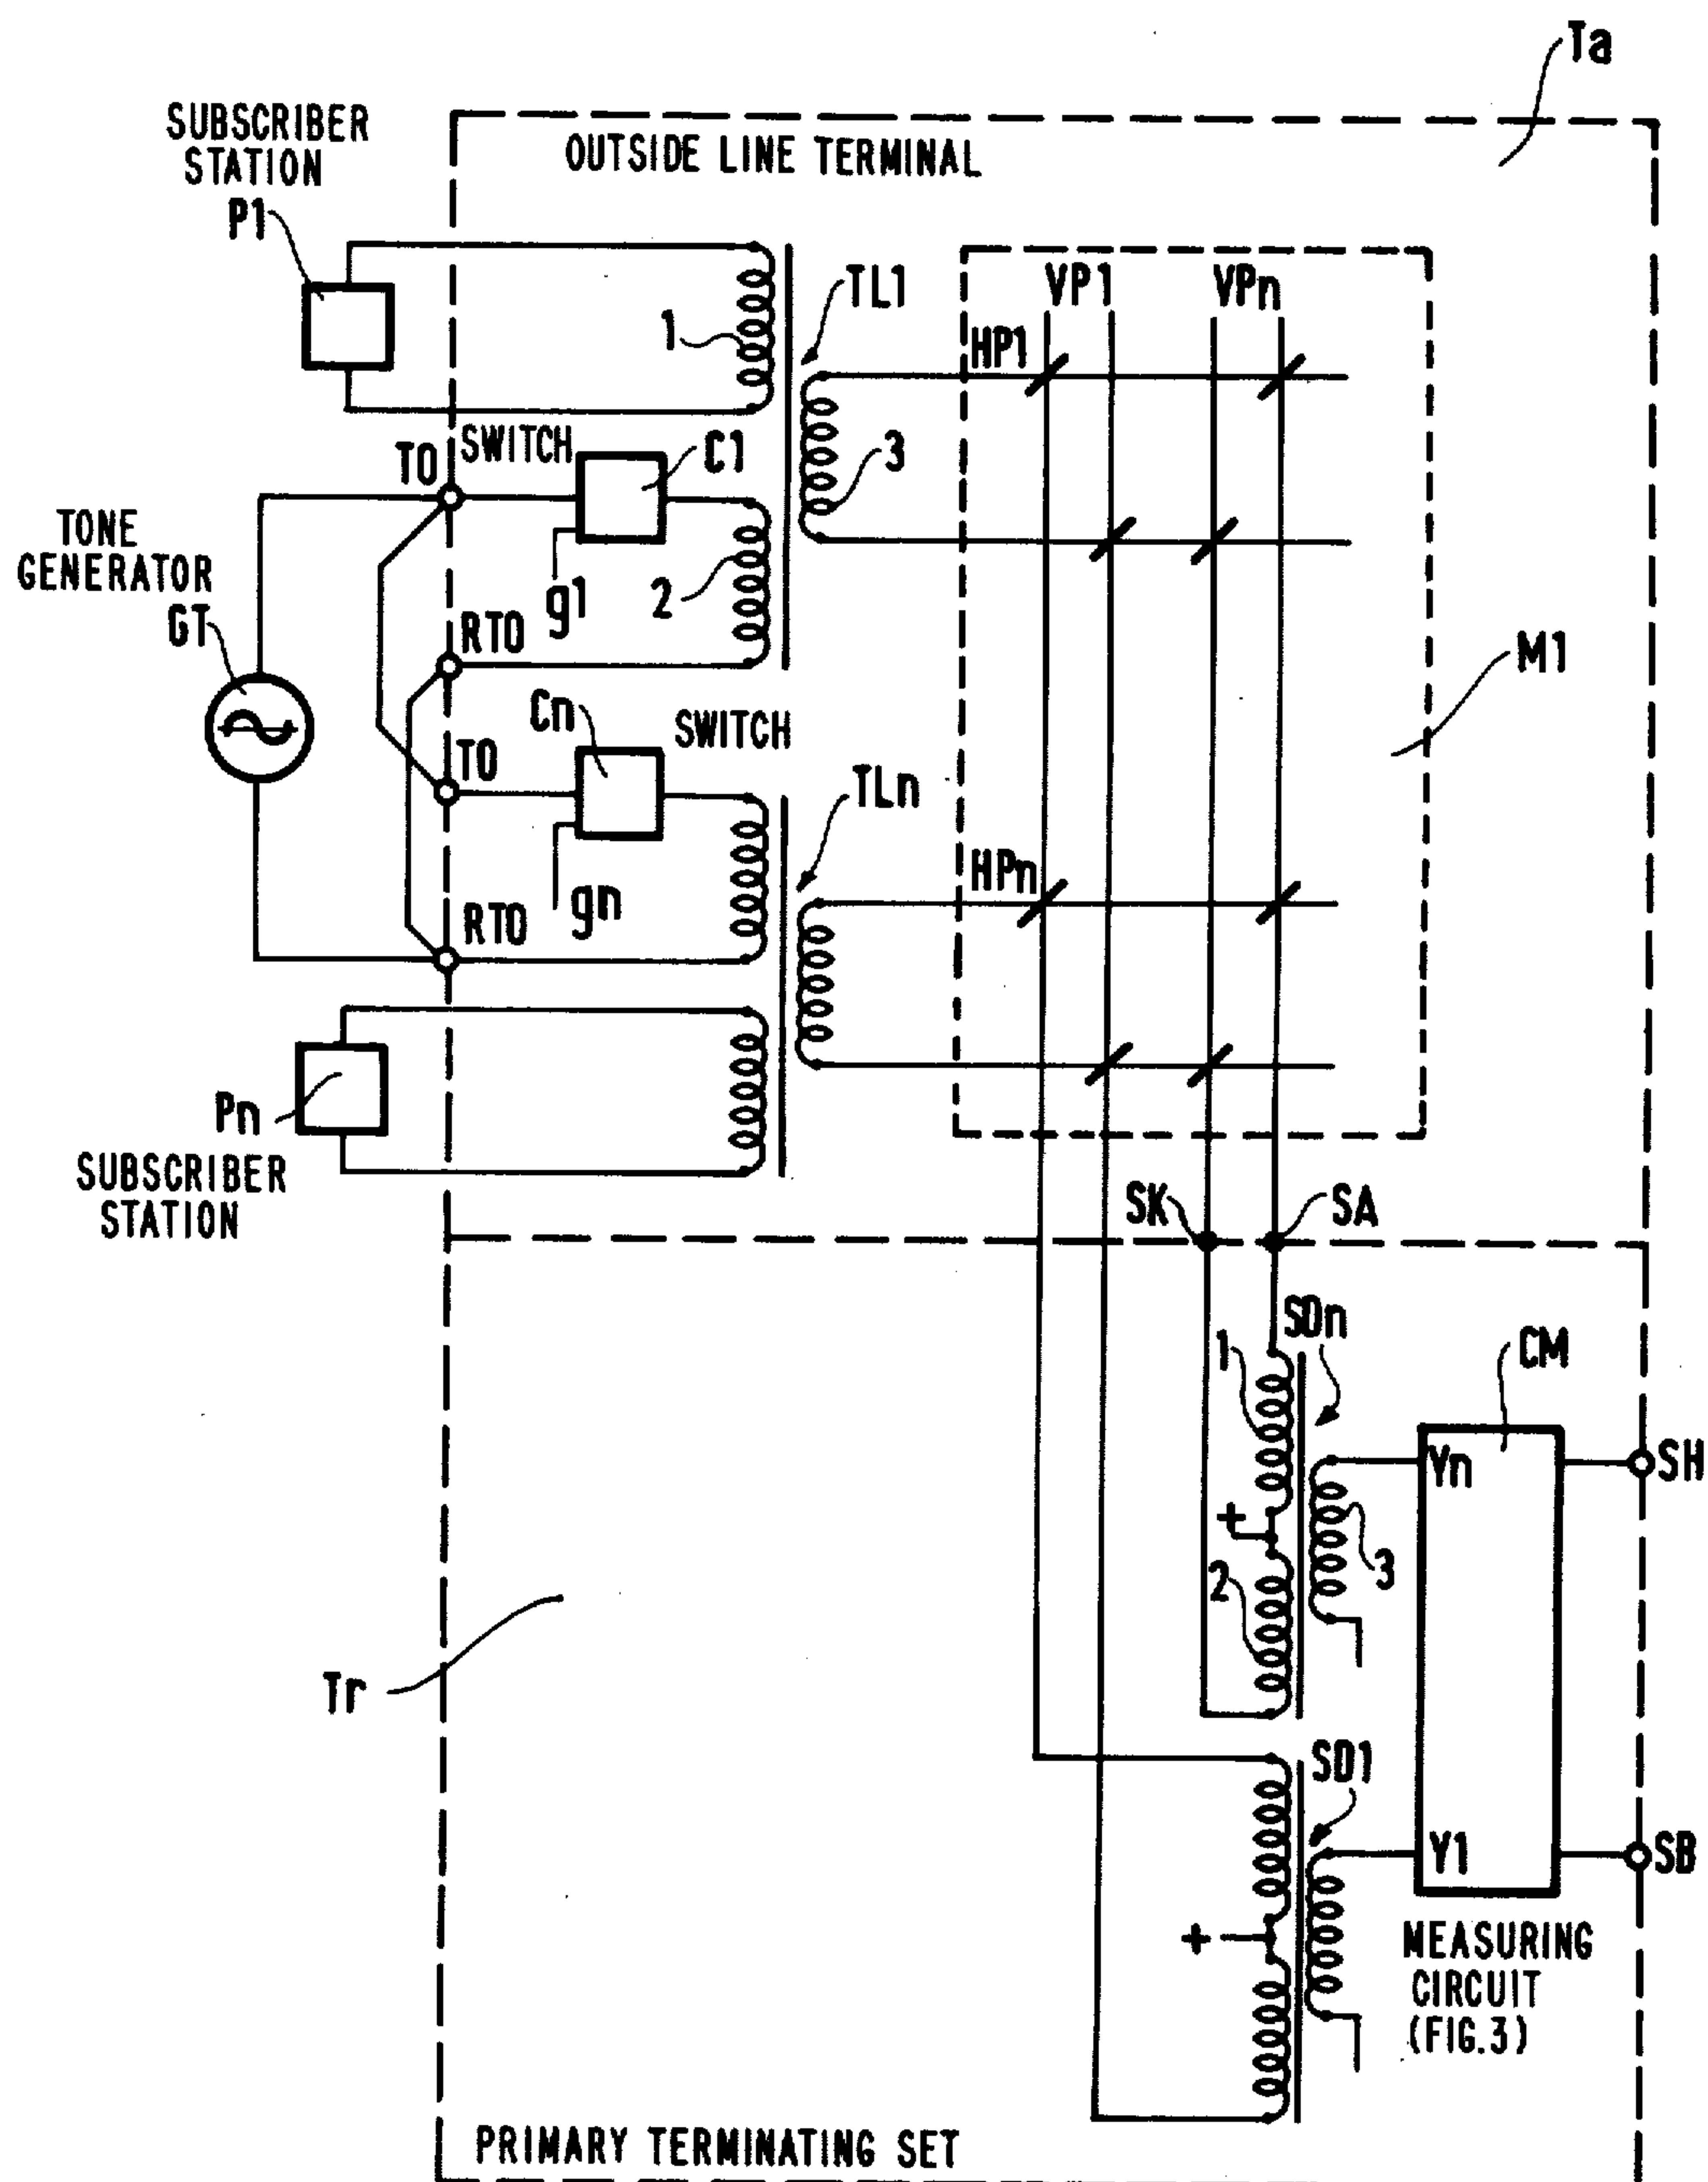 Ta
SUBSCRIBER
STATION
P1
OUTSIDE LINE TERMINAL
TL1
1
VP1
VPn
HP1
3
SWITCH
TO
C1
TONE
GENERATOR
GT
g1
2
RTO
M1
Cn
SWITCH
TO
TLn
gn
HPn
RTO
Pn
SUBSCRIBER
STATION
SK
SA
SDn
1
CM
Yn
SH
+
2
3
Tr
SD1
Y1
SB
+
MEASURING
CIRCUIT
(FIG.3)
PRIMARY TERMINATING SET